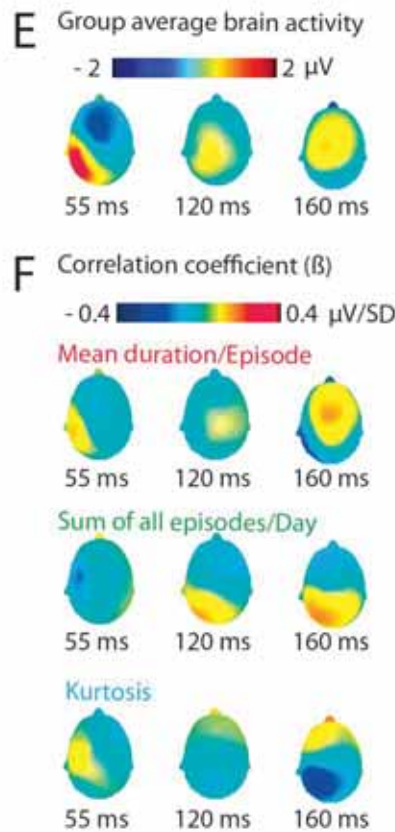 E Group average brain activity
- 2 2 µV
55 ms 120 ms 160 ms
F Correlation coefficient (ß)
- 0.4 0.4 µV/SD
Mean duration/Episode
55 ms 120 ms 160 ms
Sum of all episodes/Day
55 ms 120 ms 160 ms
Kurtosis
55 ms 120 ms 160 ms